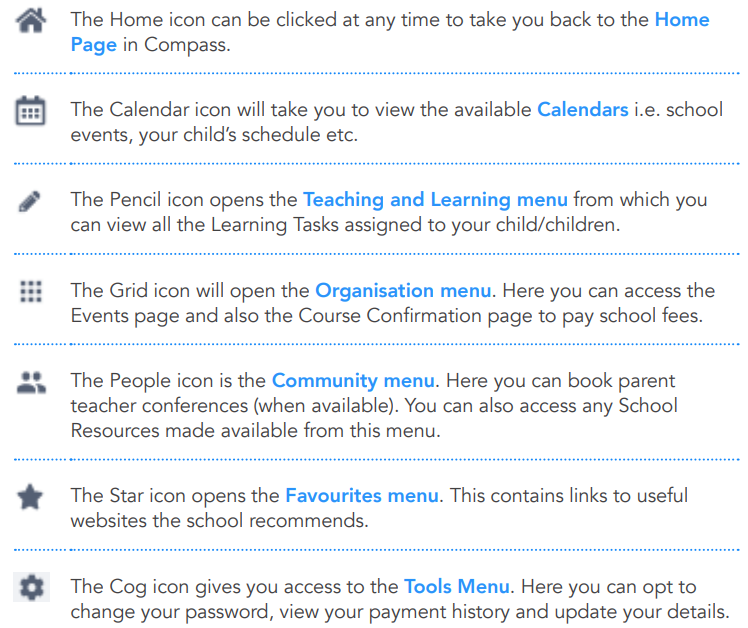 The Home icon can be clicked at any time to take you back to the Home
Page in Compass.
The Calendar icon will take you to view the available Calendars i.e. school
events, your child’s schedule etc.
The Pencil icon opens the Teaching and Learning menu from which you
can view all the Learning Tasks assigned to your child/children.
The Grid icon will open the Organisation menu. Here you can access the
Events page and also the Course Confirmation page to pay school fees.
The People icon is the Community menu. Here you can book parent
teacher conferences (when available). You can also access any School
Resources made available from this menu.
The Star icon opens the Favourites menu. This contains links to useful
websites the school recommends.
The Cog icon gives you access to the Tools Menu. Here you can opt to
change your password, view your payment history and update your details.